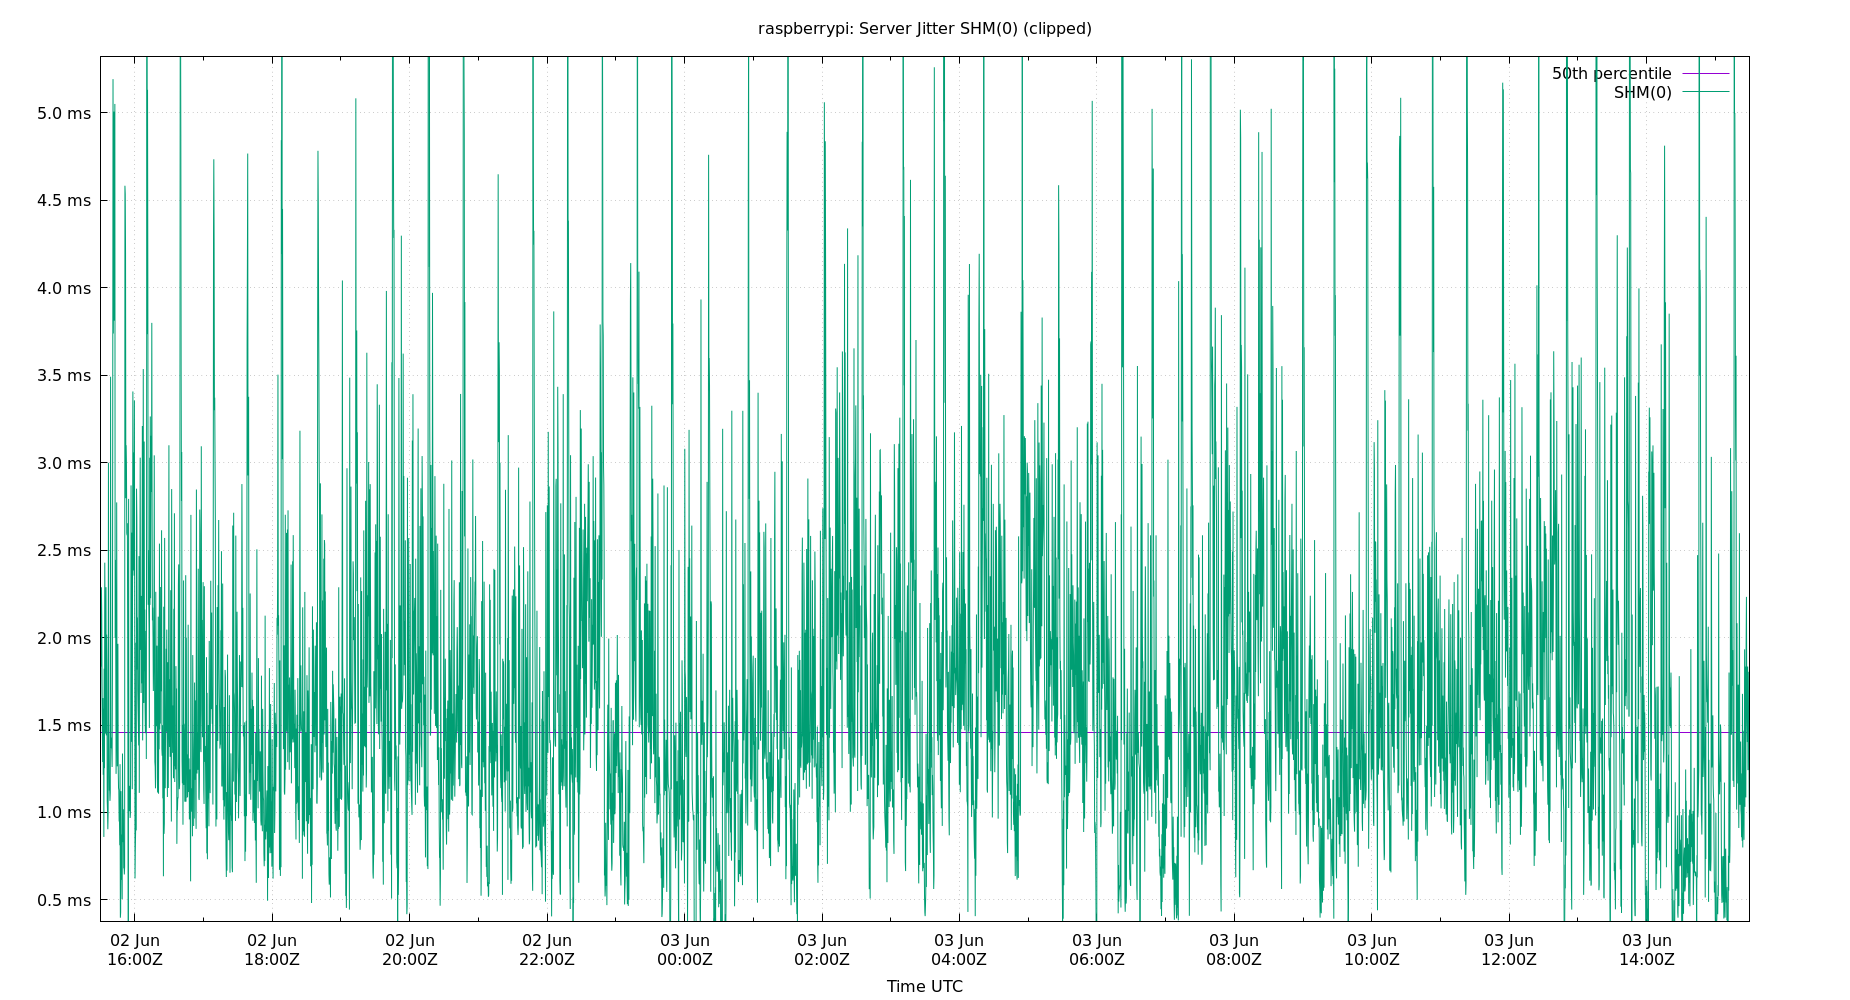 raspberrypi: Server Jitter SHM(0) (clipped)
50th percentile
SHM(0)
5.0 ms
4.5 ms
4.0 ms
3.5 ms
3.0 ms
2.5 ms
2.0 ms
1.5 ms
1.0 ms
0.5 ms
02 Jun 02 Jun 02 Jun 02 Jun 03 Jun 03 Jun 03 Jun 03 Jun 03 Jun 03 Jun 03 Jun 03 Jun
16:00Z 18:00Z 20:00Z 22:00Z 00:00Z 02:00Z 04:00Z 06:00Z 08:00Z 10:00Z 12:00Z 14:00Z
Time UTC